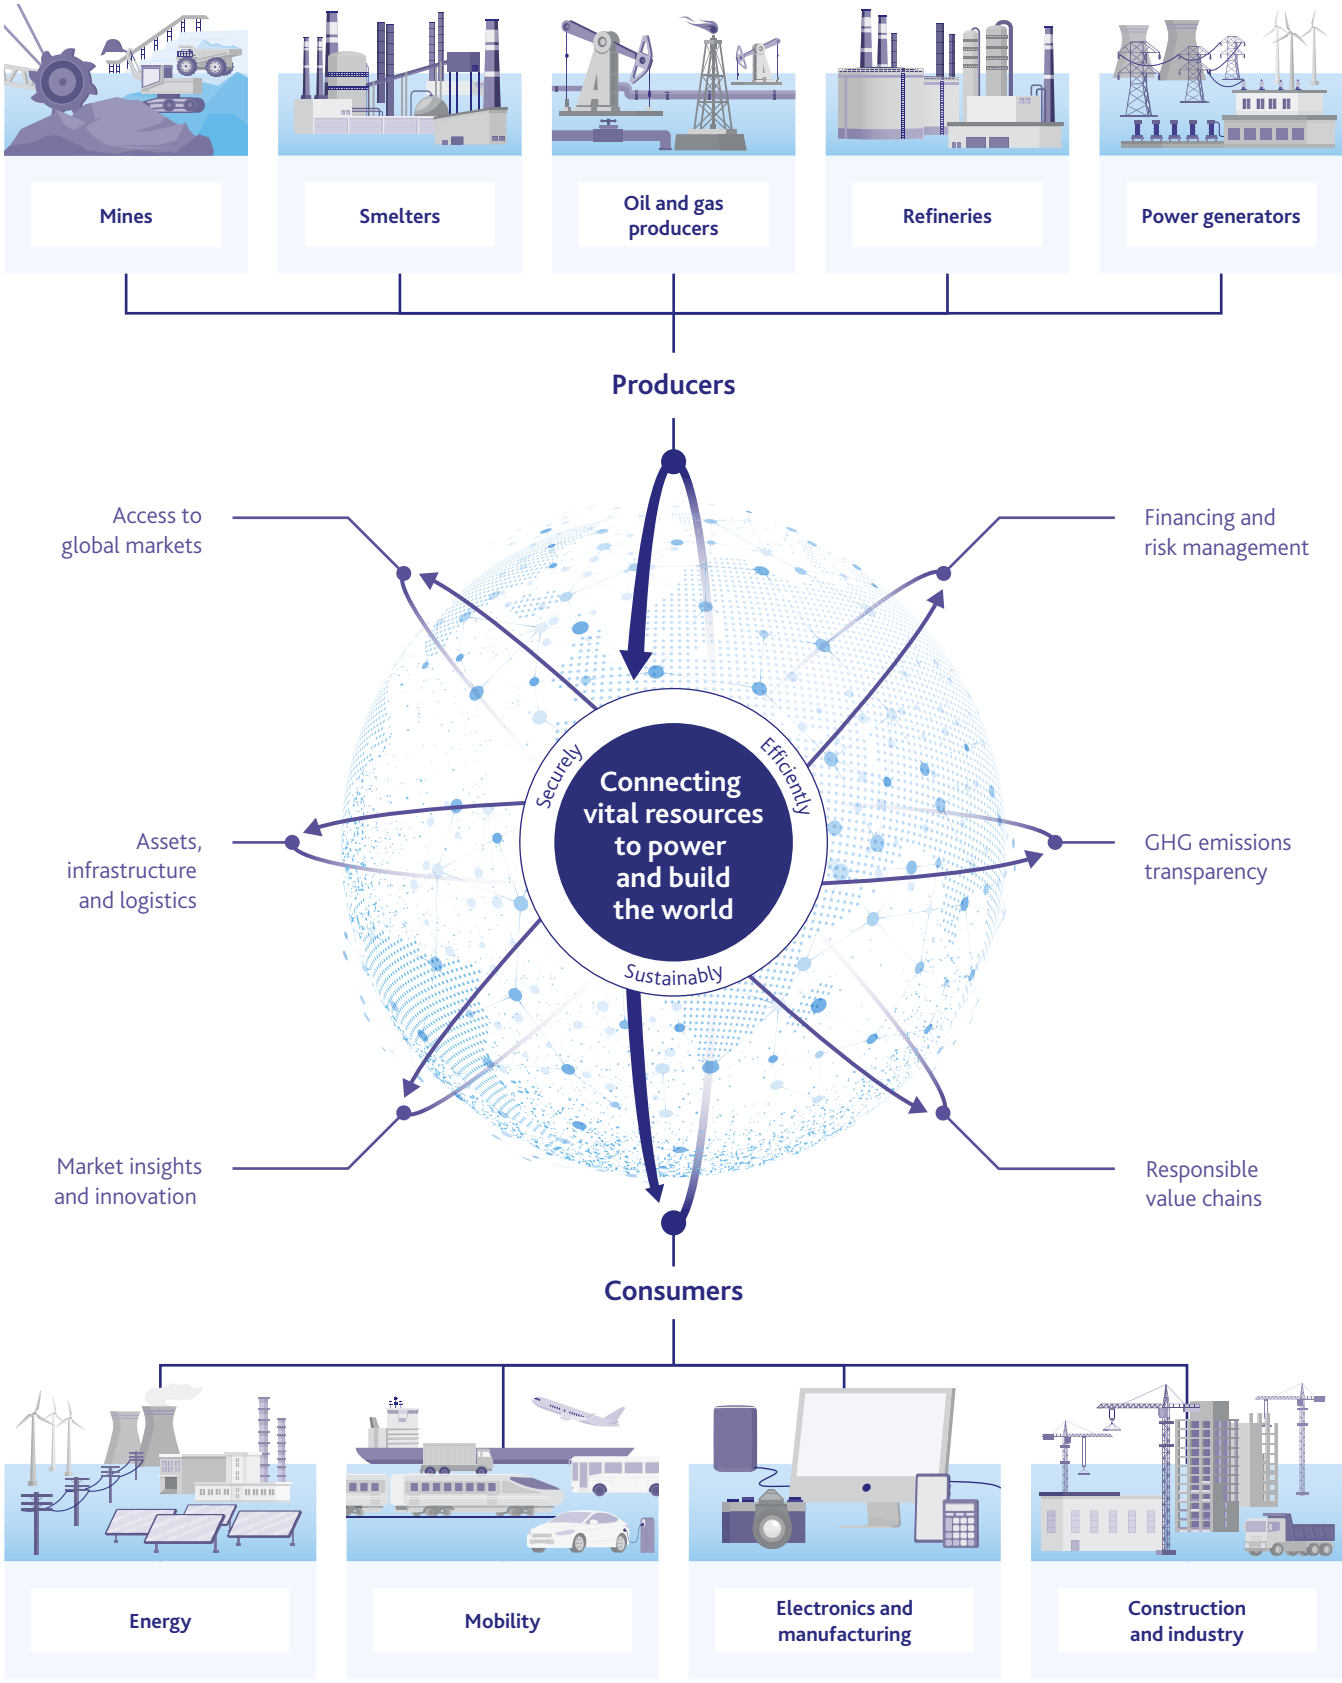 Mines
Smelters
Oil and gas
producers
Refineries
Power generators
Producers
Access to
global markets
Financing and
risk management
Securely
Efficiently
Connecting
vital resources
to power
and build
the world
Sustainably
Assets,
infrastructure
and logistics
GHG emissions
transparency
Market insights
and innovation
Responsible
value chains
Consumers
Energy
Mobility
Electronics and
manufacturing
Construction
and industry